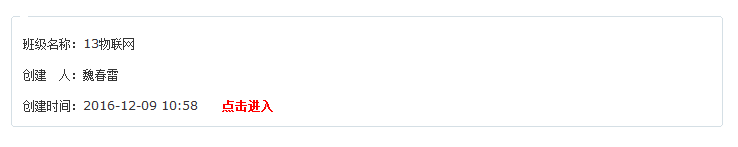 班级名称：13物联网
创建　人：魏春雷
创建时间：2016-12-09 10:58　　点击进入